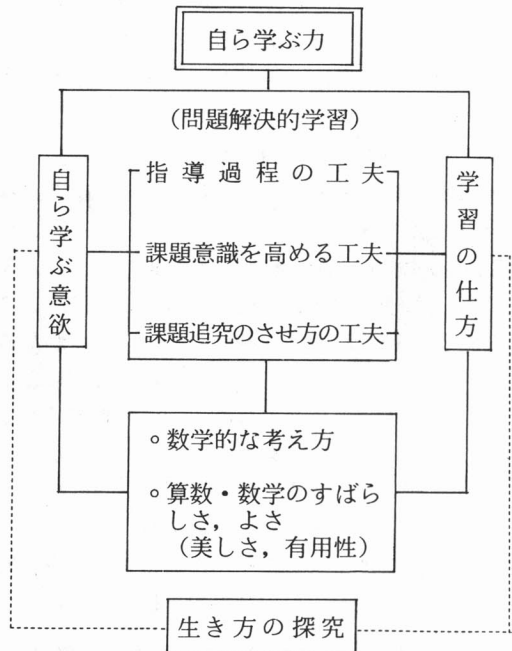 自ら学ぶ力
(問題解決的学習)
自ら学ぶ意欲
指導過程の工夫
課題意識を高める工夫
課題追究のさせ方の工夫
学習の仕方
○数学的な考え方
○算数・数学のすばら
しさ，よさ
（美しさ，有用性）
生き方の探究